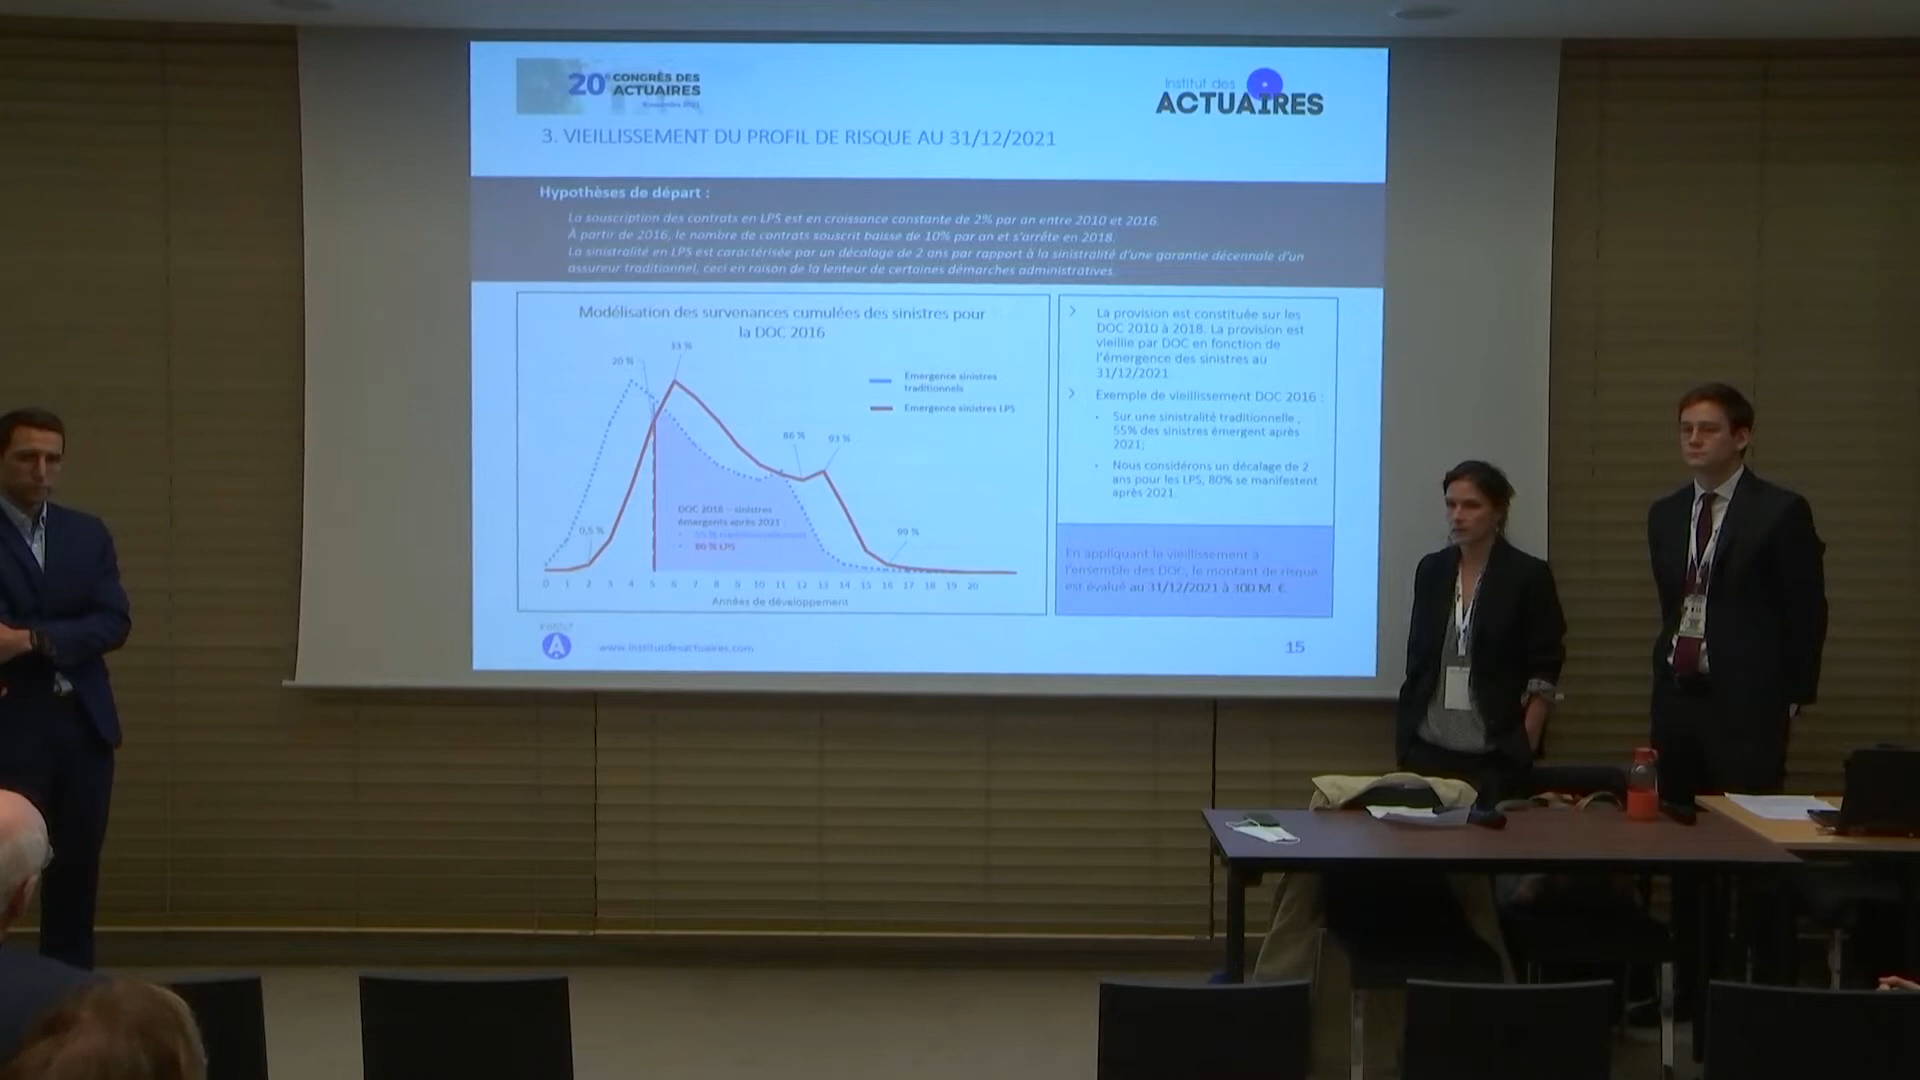 20e CONGRÈS DES
ACTUAIRES
Institut des
ACTUAIRES
3. VIEILLISSEMENT DU PROFIL DE RISQUE AU 31/12/2021
Hypothèses de départ :
La souscription des contrats en LPS est en croissance constante de 2% par an entre 2010 et 2016.
À partir de 2016, le nombre de contrats souscrit baisse de 10% par an et s'arrête en 2018.
La sinistralité en LPS est caractérisée par un décalage de 2 ans par rapport à la sinistralité d'une garantie décennale d'un
assureur traditionnel, ceci en raison de la lenteur de certaines démarches administratives.
Modélisation des survenances cumulées des sinistres pour
la DOC 2016
33 %
20 %
Emergence sinistres
traditionnels
Emergence sinistres LPS
86 %
93 %
DOC 2016 – sinistres
émergents après 2021 :
80 % LPS
0,5 %
99 %
0 1 2 3 4 5 6 7 8 9 10 11 12 13 14 15 16 17 18 19 20
Années de développement
La provision est constituée sur les
DOC 2010 à 2018. La provision est
vieillie par DOC en fonction de
l'émergence des sinistres au
31/12/2021
Exemple de vieillissement DOC 2016 :
Sur une sinistralité traditionnelle,
55% des sinistres émergent après
2021;
Nous considérons un décalage de 2
ans pour les LPS, 80% se manifestent
après 2021.
En appliquant le vieillissement à
l'ensemble des DOC, le montant de risque
est évalué au 31/12/2021 à 300 M €.
www.institutdesactuaires.com
15